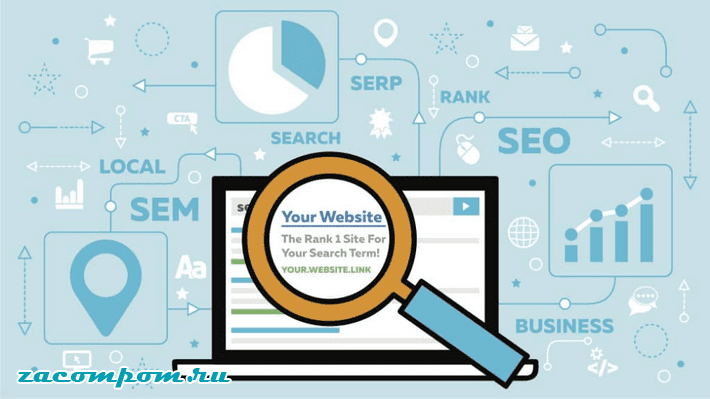 SERP
RANK
CTA
SEARCH
SEO
LOCAL
SEM
Your Website
The Rank 1 Site For
Your Search Term!
YOUR.WEBSITE.LINK
Aa
BUSINESS
</>
zacompom.ru